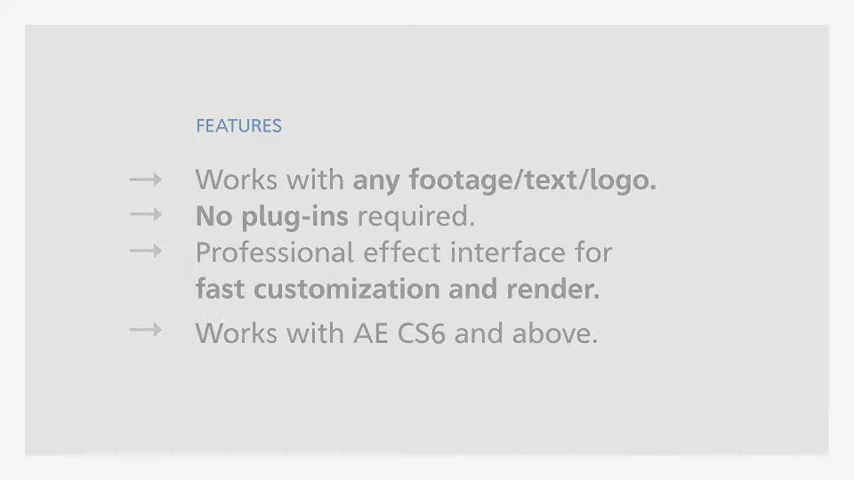 FEATURES
Works with any footage/text/logo.
No plug-ins required.
Professional effect interface for
fast customization and render.
Works with AE CS6 and above.